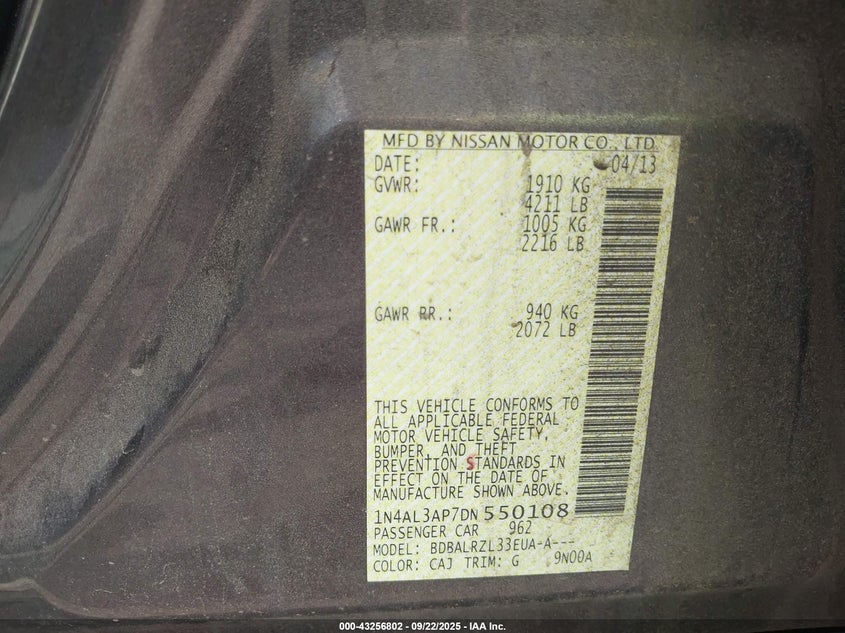 MFD BY NISSAN MOTOR CO., LTD.
DATE: 04/13
GVWR: 1910 KG
4211 LB
GAWR FR.: 1005 KG
2216 LB
GAWR RR.: 940 KG
2072 LB
THIS VEHICLE CONFORMS TO
ALL APPLICABLE FEDERAL
MOTOR VEHICLE SAFETY,
BUMPER, AND THEFT
PREVENTION STANDARDS IN
EFFECT ON THE DATE OF
MANUFACTURE SHOWN ABOVE.
1N4AL3AP7DN550108
PASSENGER CAR 962
MODEL: BDBALRZL33EUA-A---
COLOR: CAJ TRIM: G 9N00A
000-43256802 - 09/22/2025 - IAA Inc.